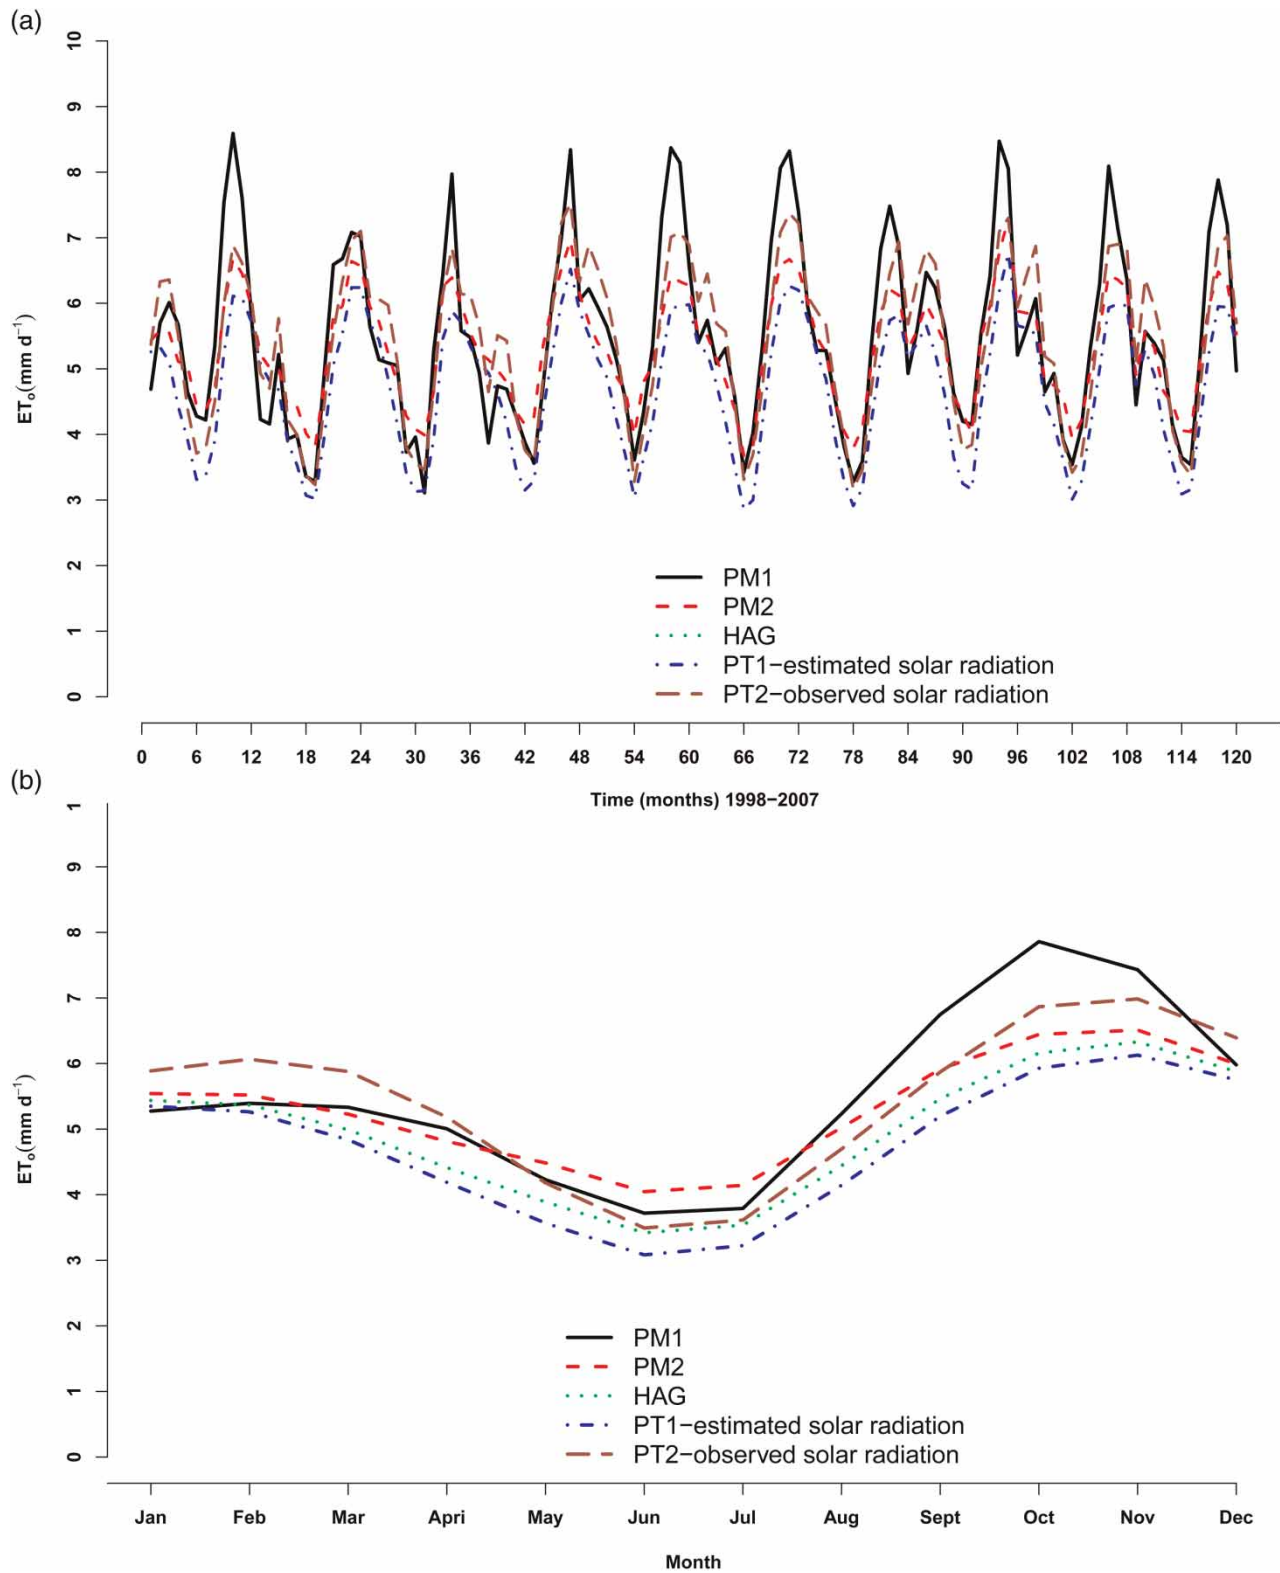 (a)
10
9
8
7
6
5
4
3
2
1
0
ETₒ(mm d⁻¹)
PM1
PM2
HAG
PT1−estimated solar radiation
PT2−observed solar radiation
0 6 12 18 24 30 36 42 48 54 60 66 72 78 84 90 96 102 108 114 120
Time (months) 1998−2007
(b)
1
9
8
7
6
5
4
3
2
1
0
ETₒ(mm d⁻¹)
PM1
PM2
HAG
PT1−estimated solar radiation
PT2−observed solar radiation
Jan Feb Mar Apri May Jun Jul Aug Sept Oct Nov Dec
Month